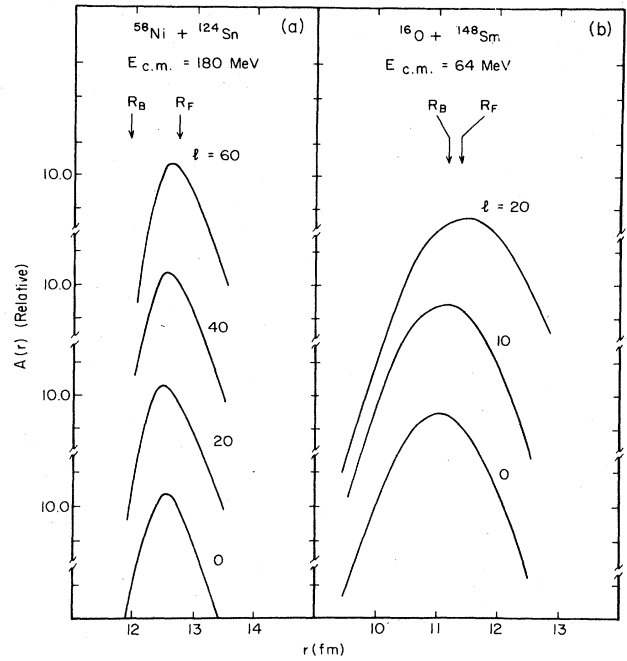 ⁵⁸Ni + ¹²⁴Sn (a)
E c.m. = 180 MeV
R_B R_F
ℓ = 60
40
20
0
10.0
10.0
10.0
10.0
12 13 14
A(r) (Relative)
¹⁶O + ¹⁴⁸Sm (b)
E c.m. = 64 MeV
R_B R_F
ℓ = 20
10
0
10 11 12 13
r(fm)